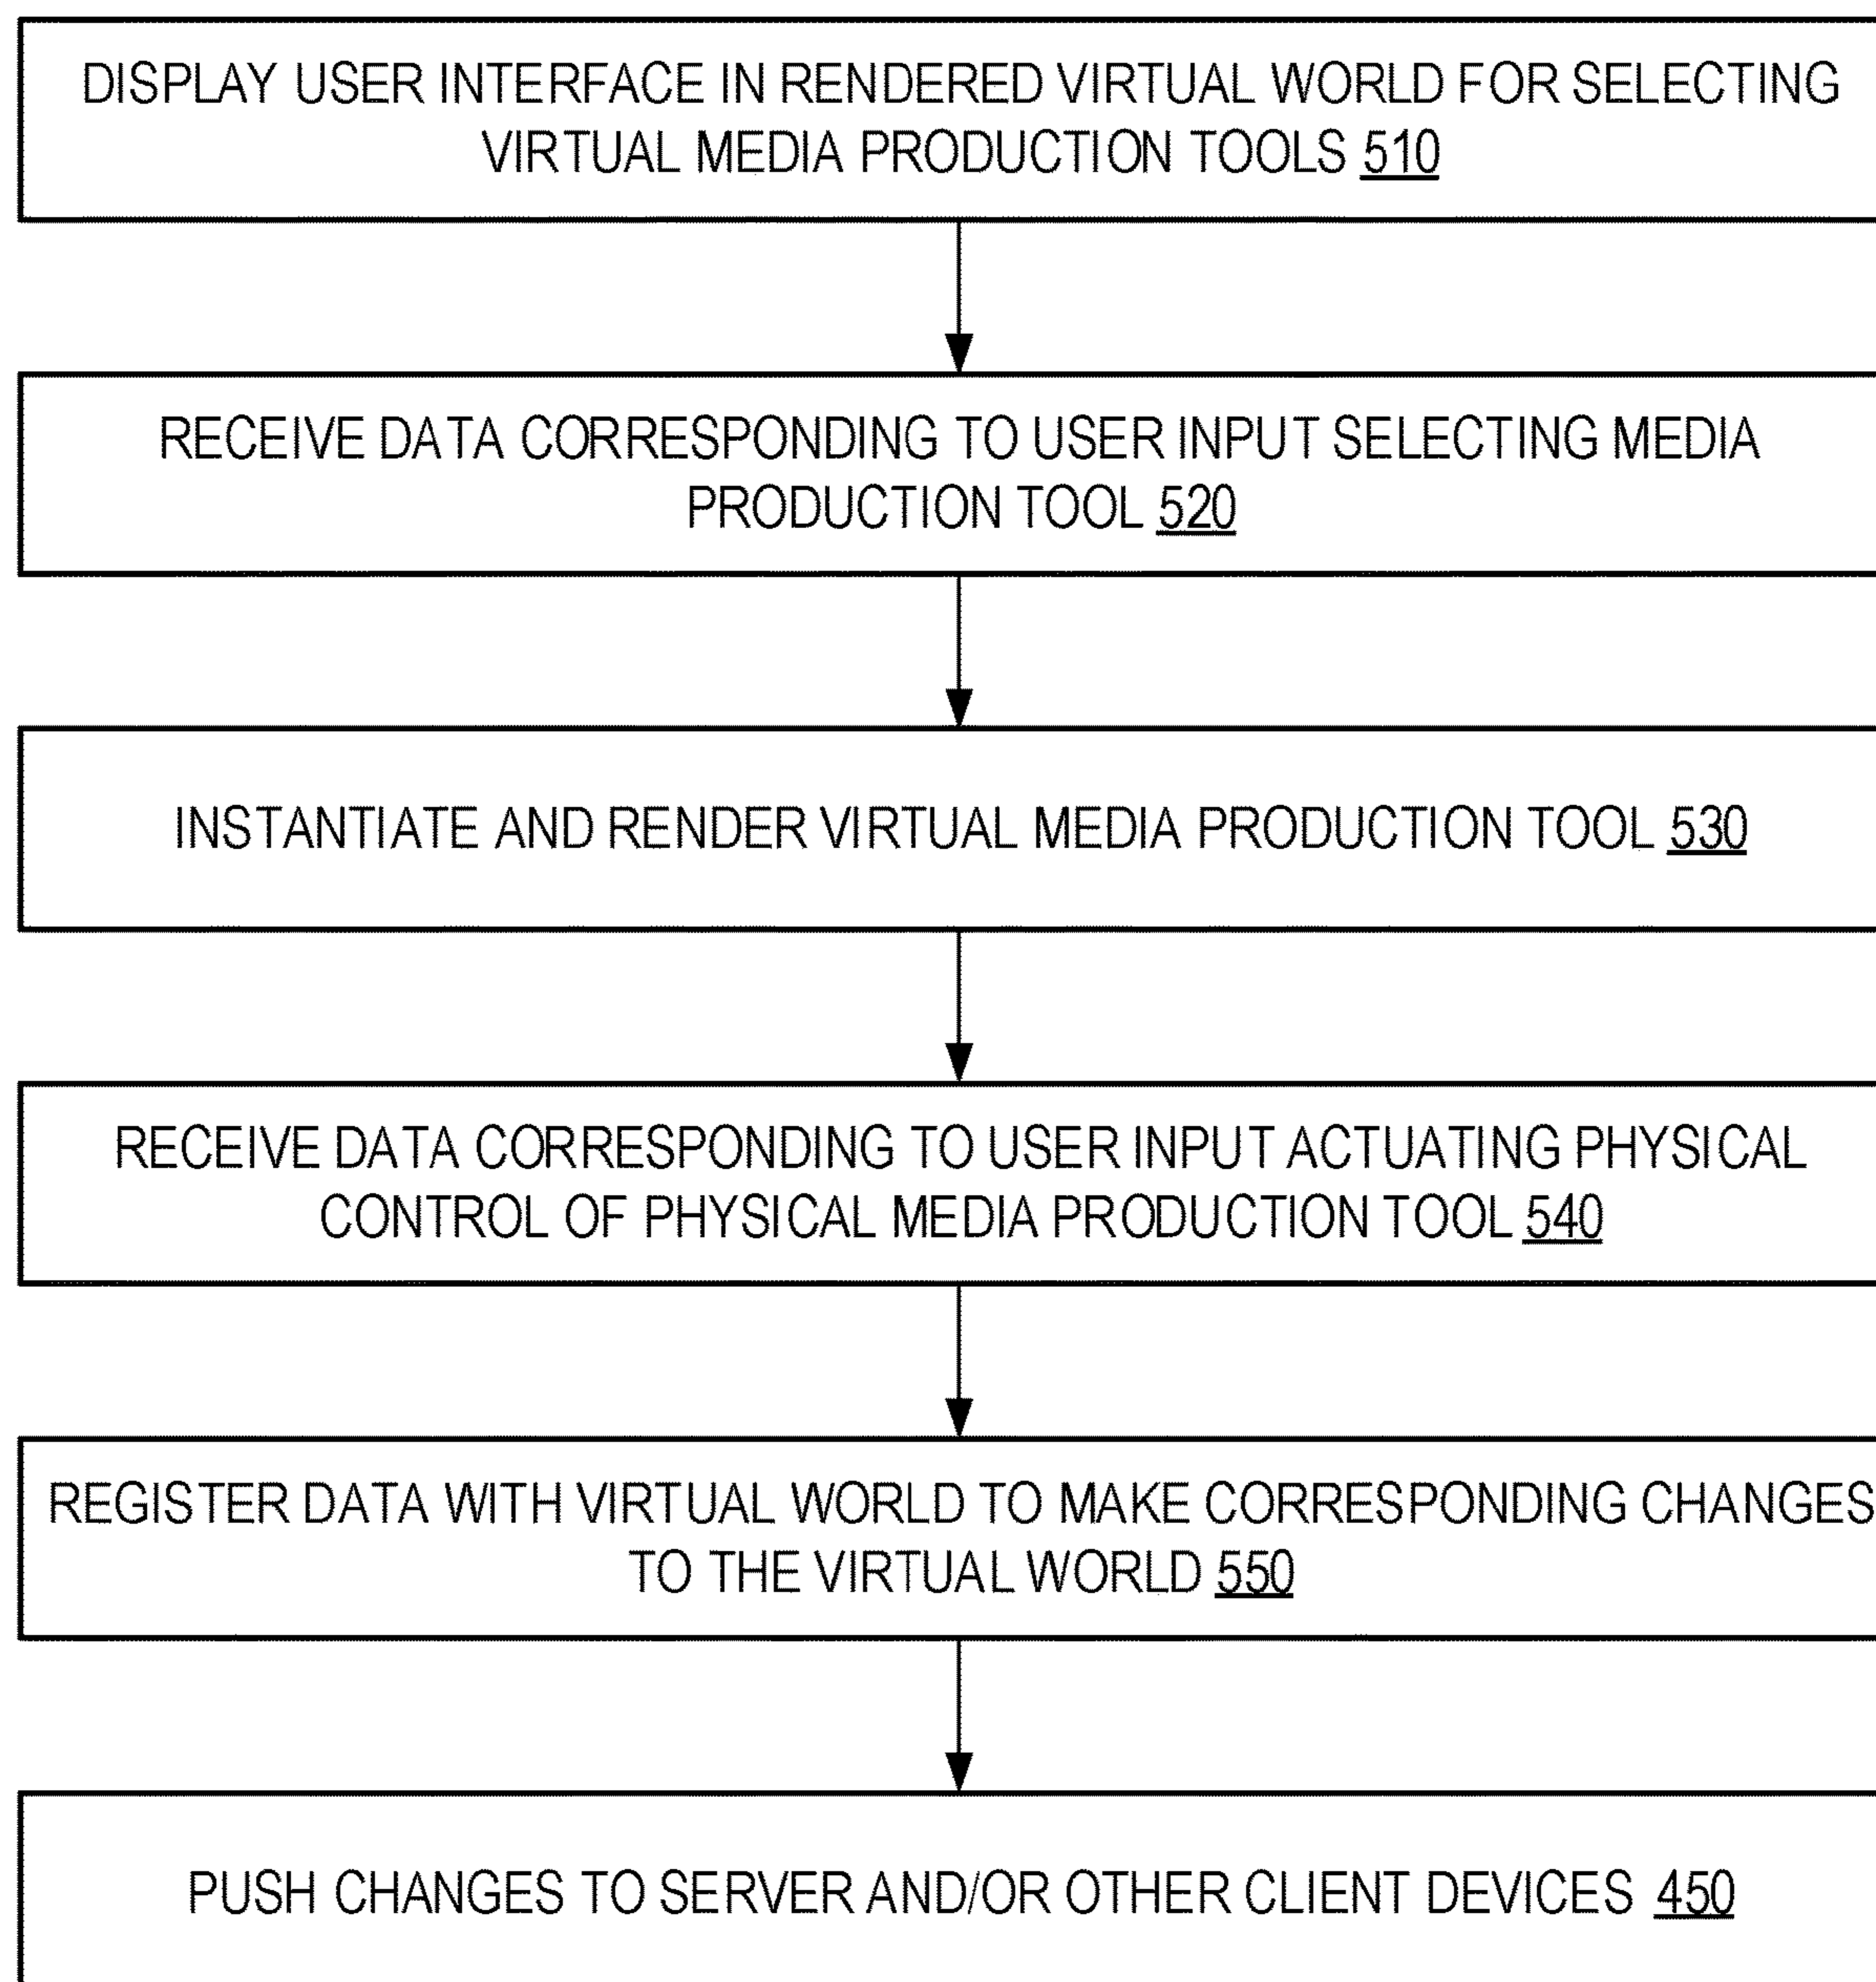 DISPLAY USER INTERFACE IN RENDERED VIRTUAL WORLD FOR SELECTING
VIRTUAL MEDIA PRODUCTION TOOLS 510
RECEIVE DATA CORRESPONDING TO USER INPUT SELECTING MEDIA
PRODUCTION TOOL 520
INSTANTIATE AND RENDER VIRTUAL MEDIA PRODUCTION TOOL 530
RECEIVE DATA CORRESPONDING TO USER INPUT ACTUATING PHYSICAL
CONTROL OF PHYSICAL MEDIA PRODUCTION TOOL 540
REGISTER DATA WITH VIRTUAL WORLD TO MAKE CORRESPONDING CHANGES
TO THE VIRTUAL WORLD 550
PUSH CHANGES TO SERVER AND/OR OTHER CLIENT DEVICES 450